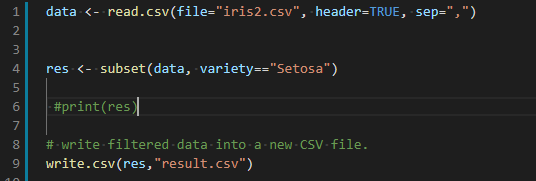 1 data <- read.csv(file="iris2.csv", header=TRUE, sep=",")
2
3
4 res <- subset(data, variety=="Setosa")
5
6 #print(res)
7
8 # write filtered data into a new CSV file.
9 write.csv(res,"result.csv")